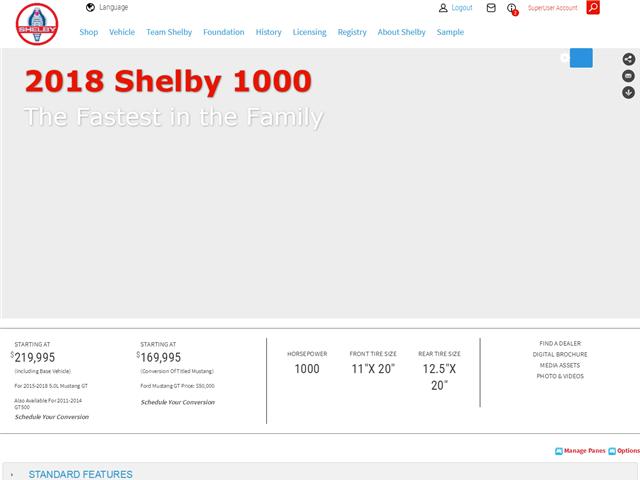 Language
Logout
2
SuperUser Account
SHELBY
Shop Vehicle Team Shelby Foundation History Licensing Registry About Shelby Sample
2018 Shelby 1000
The Fastest in the Family
STARTING AT
$219,995
(Including Base Vehicle)
For 2015-2018 5.0L Mustang GT
Also Available For 2011-2014
GT500
Schedule Your Conversion
STARTING AT
$169,995
(Conversion Of Titled Mustang)
Ford Mustang GT Price: $50,000
Schedule Your Conversion
HORSEPOWER
1000
FRONT TIRE SIZE
11"X 20"
REAR TIRE SIZE
12.5"X
20"
FIND A DEALER
DIGITAL BROCHURE
MEDIA ASSETS
PHOTO & VIDEOS
Manage Panes Options
STANDARD FEATURES